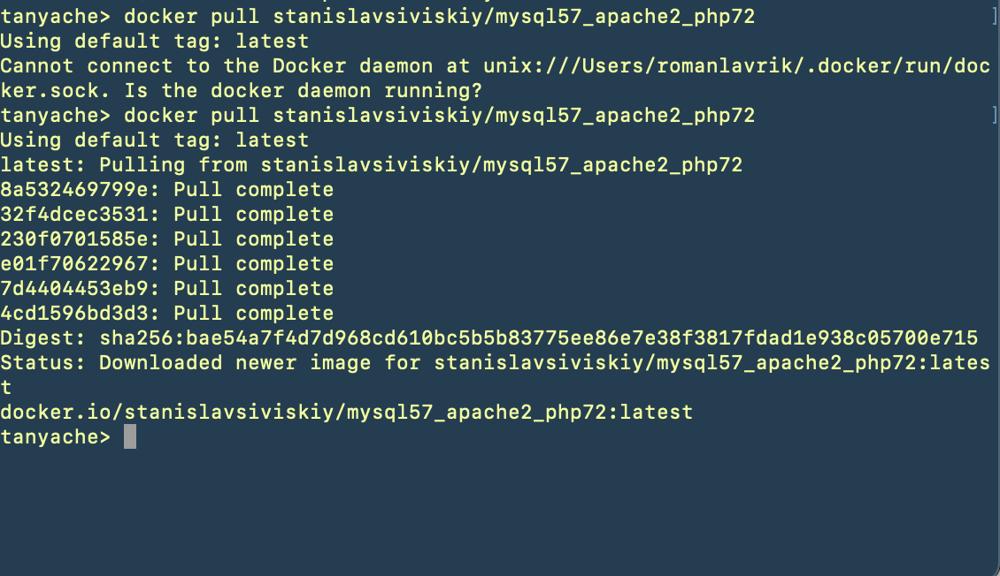 tanyache> docker pull stanislavsiviskiy/mysql57_apache2_php72 ]
Using default tag: latest
Cannot connect to the Docker daemon at unix:///Users/romanlavrik/.docker/run/doc
ker.sock. Is the docker daemon running?
tanyache> docker pull stanislavsiviskiy/mysql57_apache2_php72 ]
Using default tag: latest
latest: Pulling from stanislavsiviskiy/mysql57_apache2_php72
8a532469799e: Pull complete
32f4dcec3531: Pull complete
230f0701585e: Pull complete
e01f70622967: Pull complete
7d4404453eb9: Pull complete
4cd1596bd3d3: Pull complete
Digest: sha256:bae54a7f4d7d968cd610bc5b5b83775ee86e7e38f3817fdad1e938c05700e715
Status: Downloaded newer image for stanislavsiviskiy/mysql57_apache2_php72:lates
t
docker.io/stanislavsiviskiy/mysql57_apache2_php72:latest
tanyache>